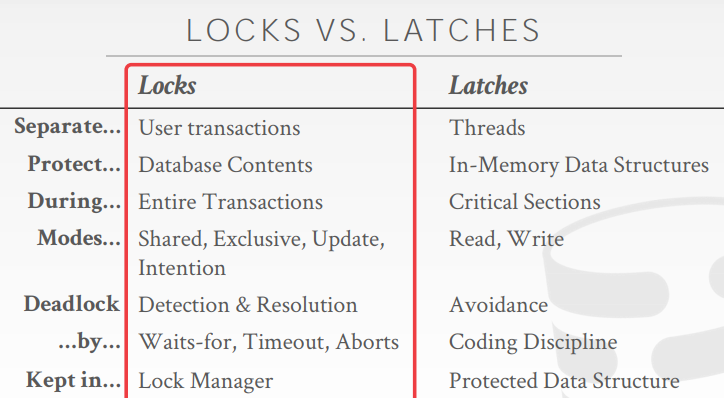 LOCKS VS. LATCHES
Locks Latches
Separate... User transactions Threads
Protect... Database Contents In-Memory Data Structures
During... Entire Transactions Critical Sections
Modes... Shared, Exclusive, Update, Read, Write
Intention
Deadlock Detection & Resolution Avoidance
...by... Waits-for, Timeout, Aborts Coding Discipline
Kept in... Lock Manager Protected Data Structure